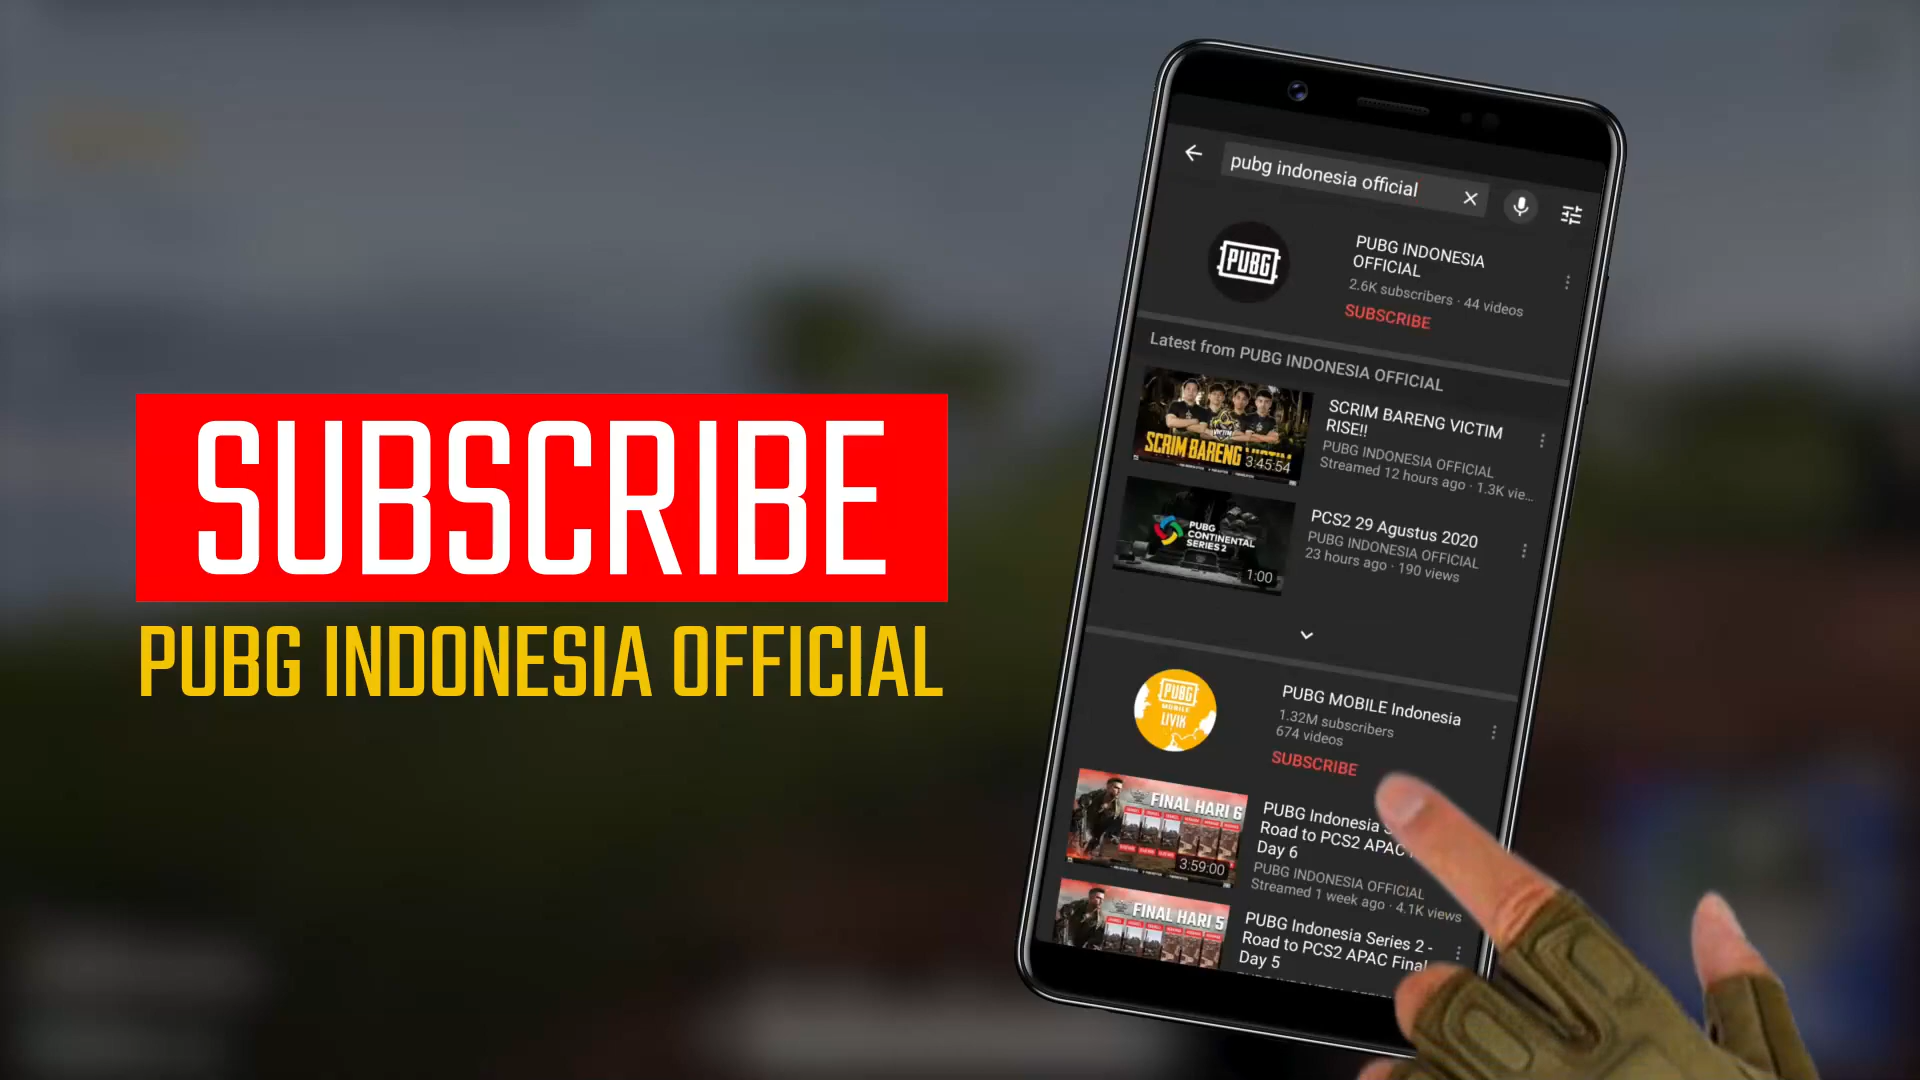 SUBSCRIBE
PUBG INDONESIA OFFICIAL
pubg indonesia official
PUBG
PUBG INDONESIA
OFFICIAL
2.6K subscribers · 44 videos
SUBSCRIBE
Latest from PUBG INDONESIA OFFICIAL
SCRIM BARENG VICTIM
3:45:54
SCRIM BARENG VICTIM
RISE!!
PUBG INDONESIA OFFICIAL
Streamed 12 hours ago · 1.3K vie...
PUBG
CONTINENTAL
SERIES 2
1:00
PCS2 29 Agustus 2020
PUBG INDONESIA OFFICIAL
23 hours ago · 190 views
PUBG
MOBILE
LIVIK
PUBG MOBILE Indonesia
1.32M subscribers
674 videos
SUBSCRIBE
FINAL HARI 6
3:59:00
PUBG Indonesia S
Road to PCS2 APAC
Day 6
PUBG INDONESIA OFFICIAL
Streamed 1 week ago · 4.1K views
FINAL HARI 5
PUBG Indonesia Series 2 -
Road to PCS2 APAC Final
Day 5